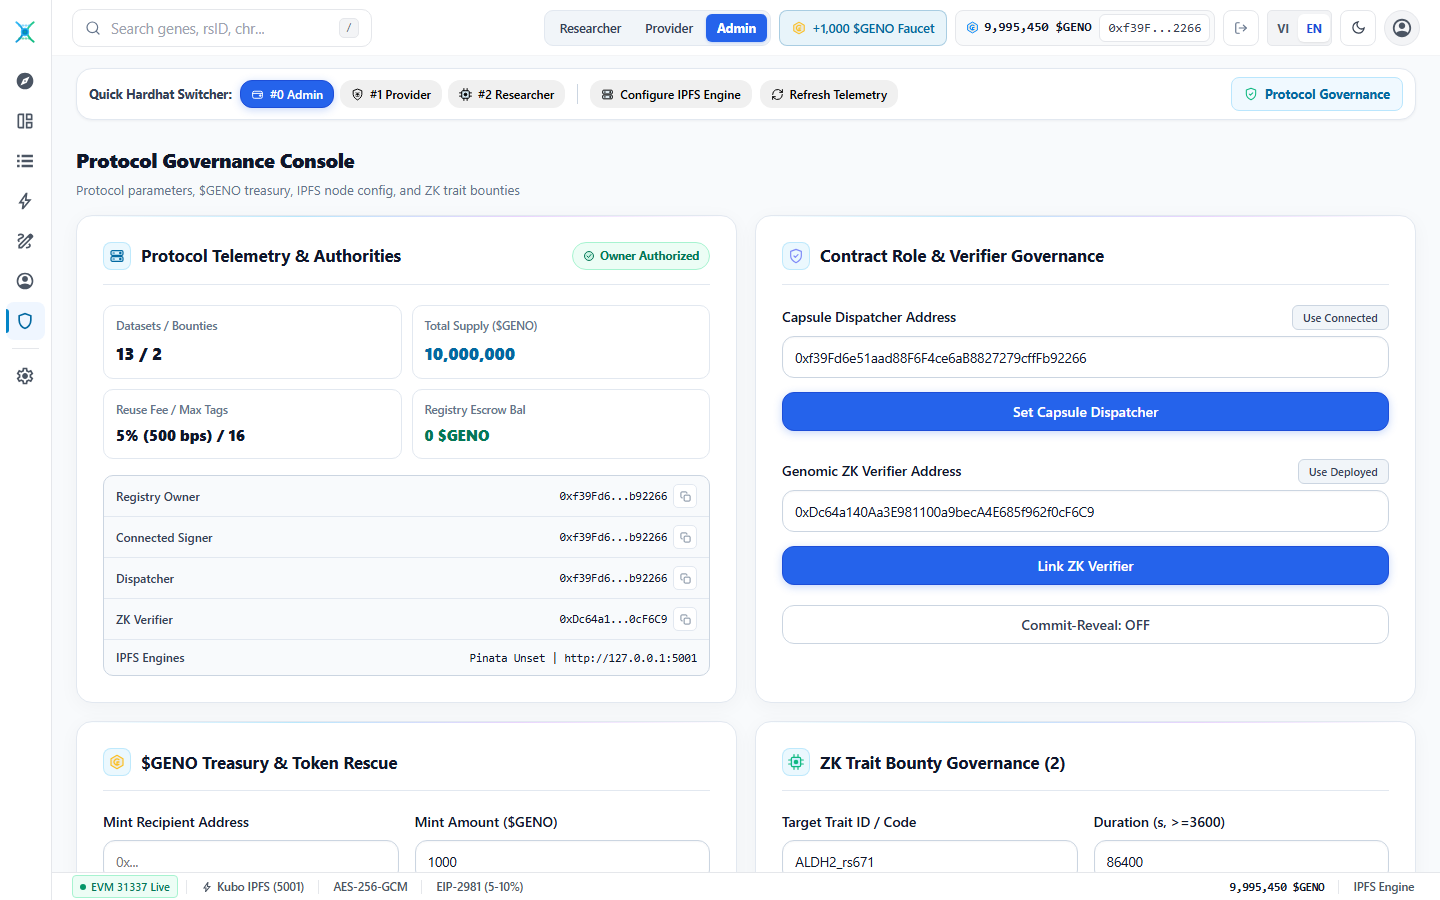 Search genes, rsID, chr...
/
Researcher
Provider
Admin
+1,000 $GENO Faucet
9,995,450 $GENO
0xf39F...2266
VI
EN
Quick Hardhat Switcher:
#0 Admin
#1 Provider
#2 Researcher
Configure IPFS Engine
Refresh Telemetry
Protocol Governance
Protocol Governance Console
Protocol parameters, $GENO treasury, IPFS node config, and ZK trait bounties
Protocol Telemetry & Authorities
Owner Authorized
Datasets / Bounties
13 / 2
Total Supply ($GENO)
10,000,000
Reuse Fee / Max Tags
5% (500 bps) / 16
Registry Escrow Bal
0 $GENO
Registry Owner
0xf39Fd6...b92266
Connected Signer
0xf39Fd6...b92266
Dispatcher
0xf39Fd6...b92266
ZK Verifier
0xDc64a1...0cF6C9
IPFS Engines
Pinata Unset | http://127.0.0.1:5001
Contract Role & Verifier Governance
Capsule Dispatcher Address
Use Connected
0xf39Fd6e51aad88F6F4ce6aB8827279cffFb92266
Set Capsule Dispatcher
Genomic ZK Verifier Address
Use Deployed
0xDc64a140Aa3E981100a9becA4E685f962f0cF6C9
Link ZK Verifier
Commit-Reveal: OFF
$GENO Treasury & Token Rescue
Mint Recipient Address
0x...
Mint Amount ($GENO)
1000
ZK Trait Bounty Governance (2)
Target Trait ID / Code
ALDH2_rs671
Duration (s, >=3600)
86400
EVM 31337 Live
Kubo IPFS (5001)
AES-256-GCM
EIP-2981 (5-10%)
9,995,450 $GENO
IPFS Engine